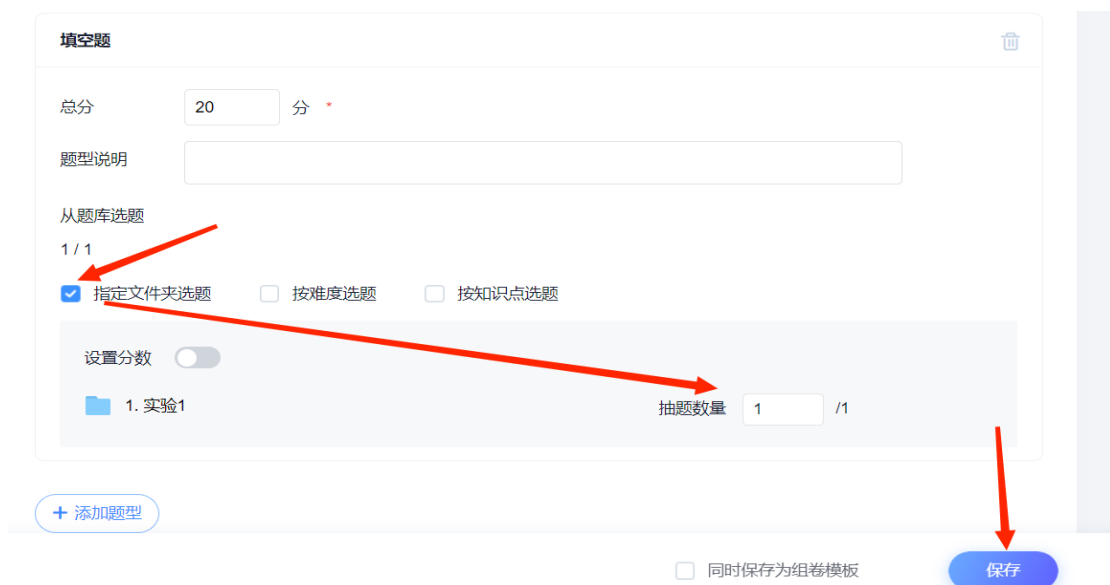 填空题
总分 20 分 *
题型说明
从题库选题
1 / 1
指定文件夹选题 按难度选题 按知识点选题
设置分数
1. 实验1 抽题数量 1 /1
+ 添加题型
同时保存为组卷模板 保存